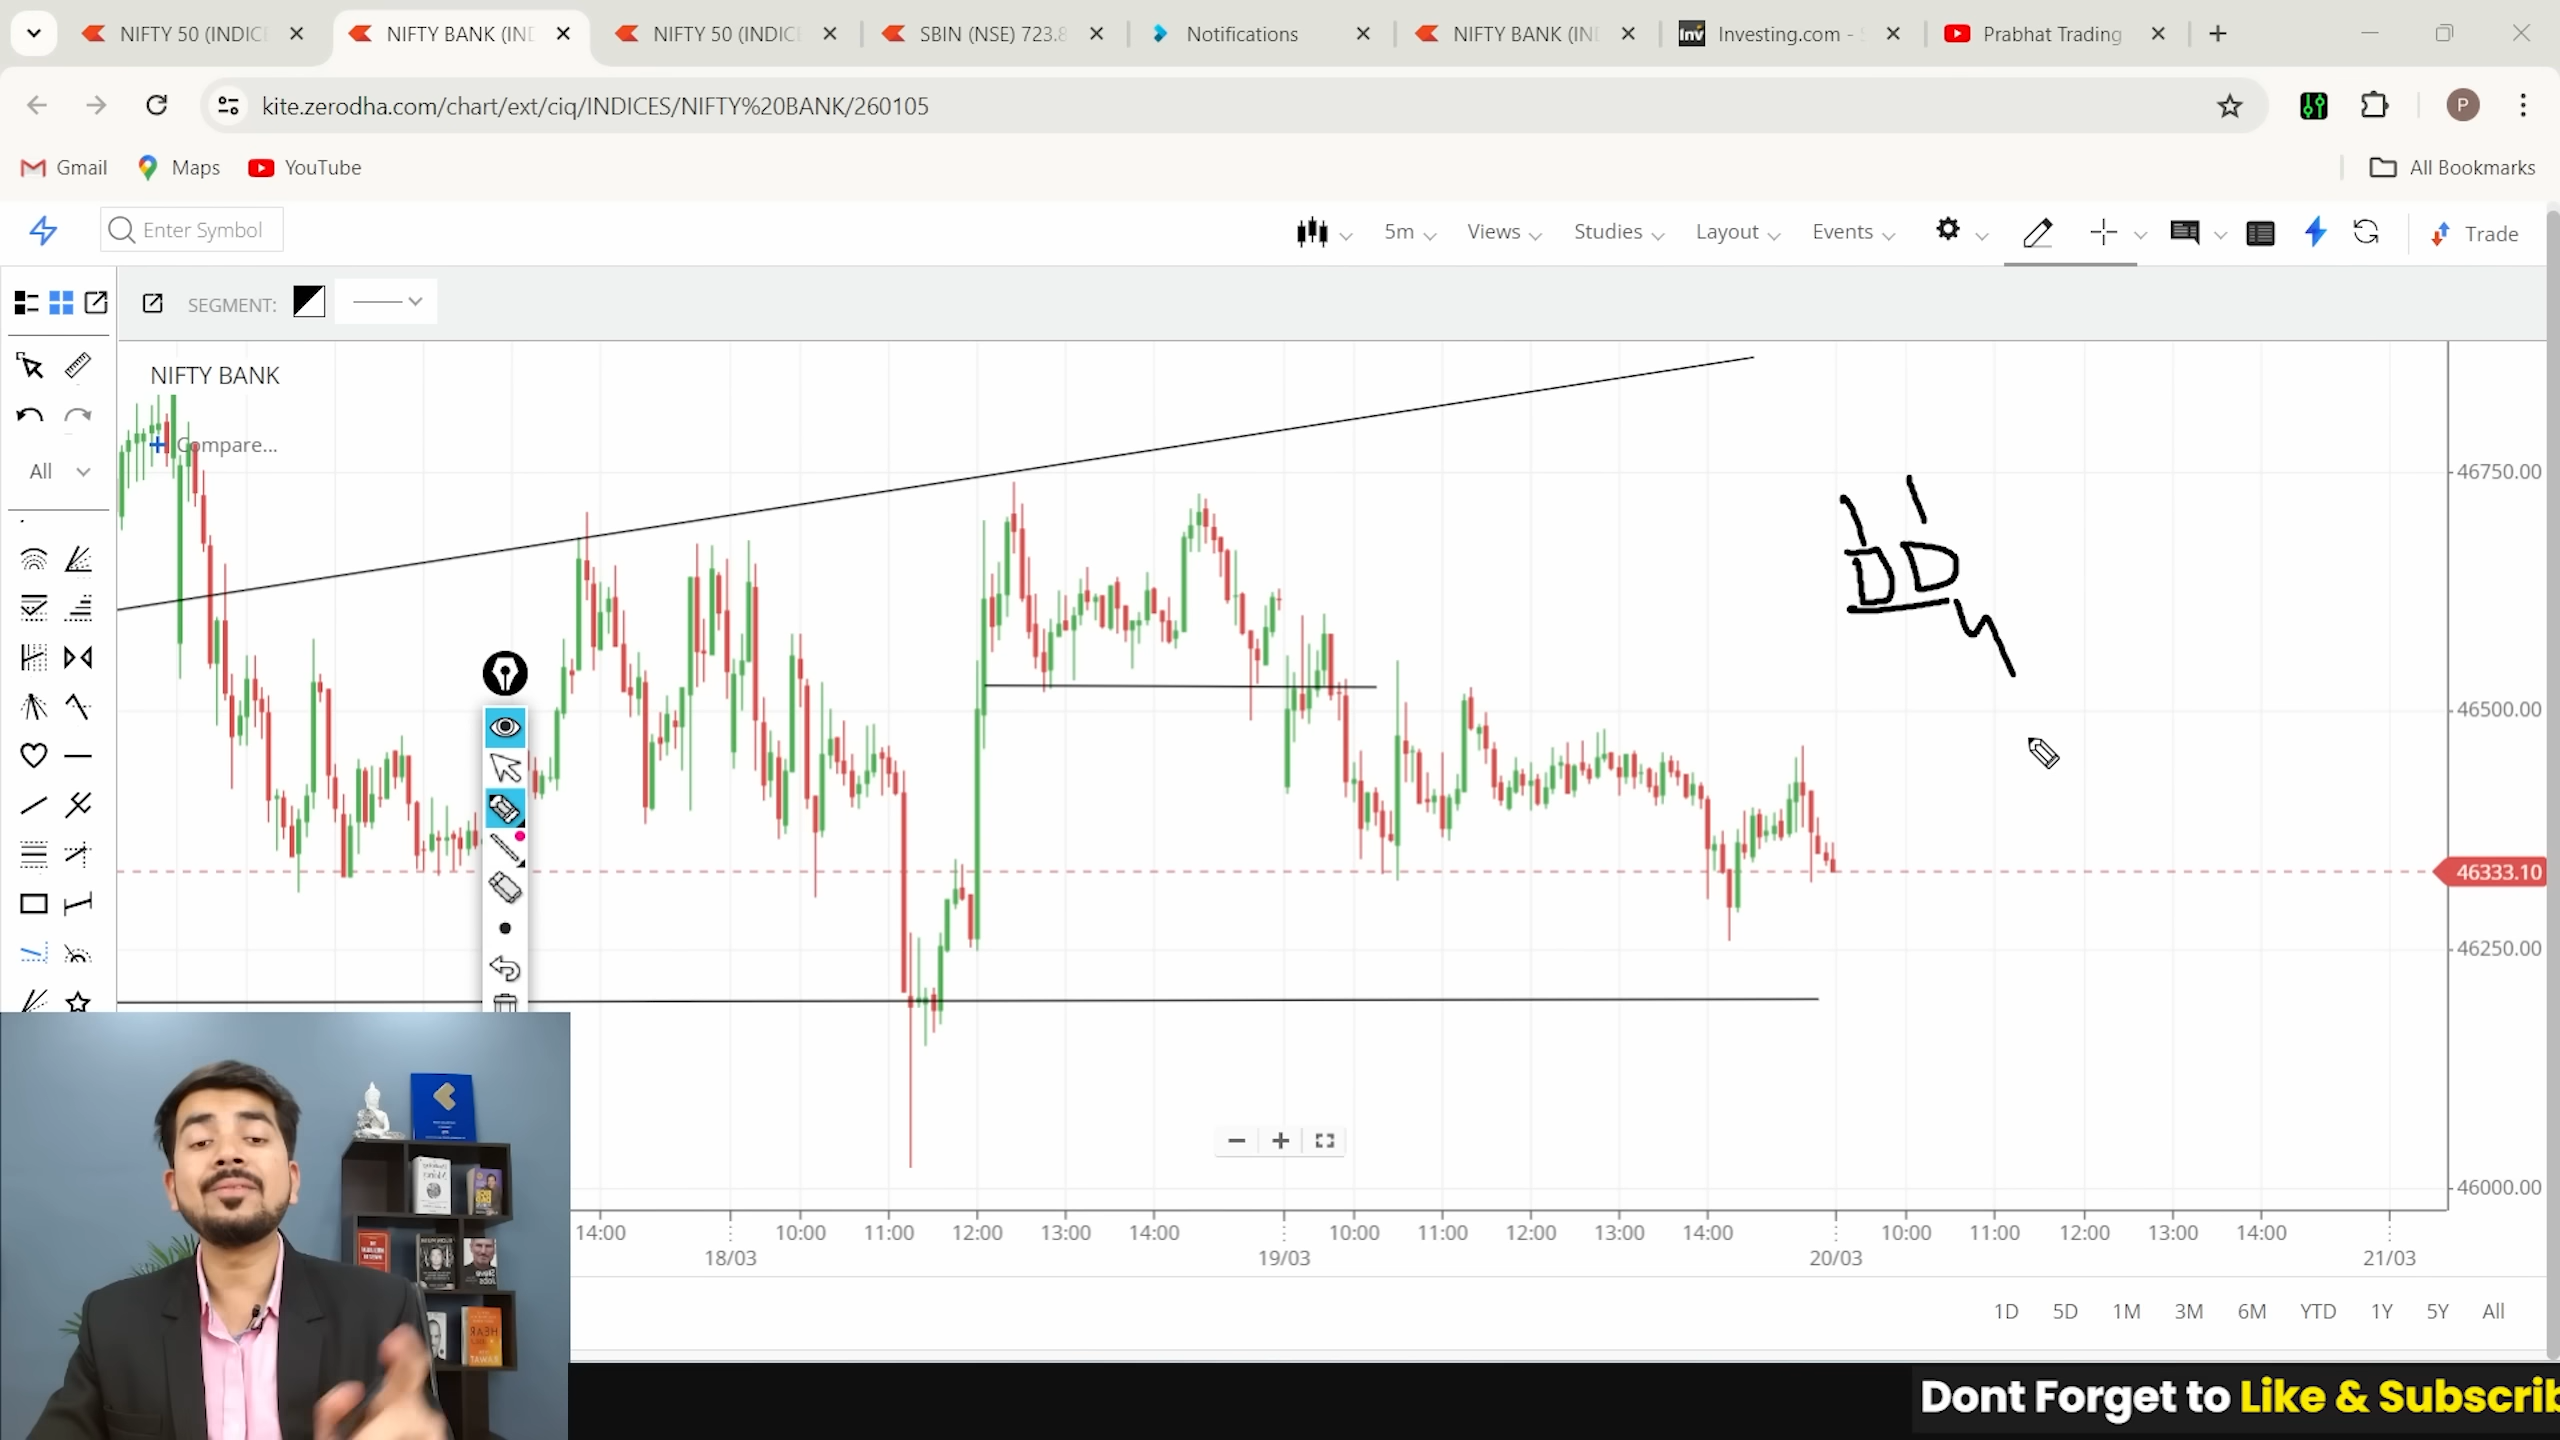 NIFTY 50 (INDIC
NIFTY BANK (IND
NIFTY 50 (INDIC
SBIN (NSE) 723.8
Notifications
NIFTY BANK (IN
Investing.com -
Prabhat Trading
kite.zerodha.com/chart/ext/ciq/INDICES/NIFTY%20BANK/260105
P
Gmail
Maps
YouTube
All Bookmarks
Enter Symbol
5m
Views
Studies
Layout
Events
Trade
SEGMENT:
NIFTY BANK
Compare...
All
46750.00
46500.00
46333.10
46250.00
46000.00
14:00 10:00 11:00 12:00 13:00 14:00 10:00 11:00 12:00 13:00 14:00 10:00 11:00 12:00 13:00 14:00
18/03 19/03 20/03 21/03
1D 5D 1M 3M 6M YTD 1Y 5Y All
Dont Forget to Like & Subscrib